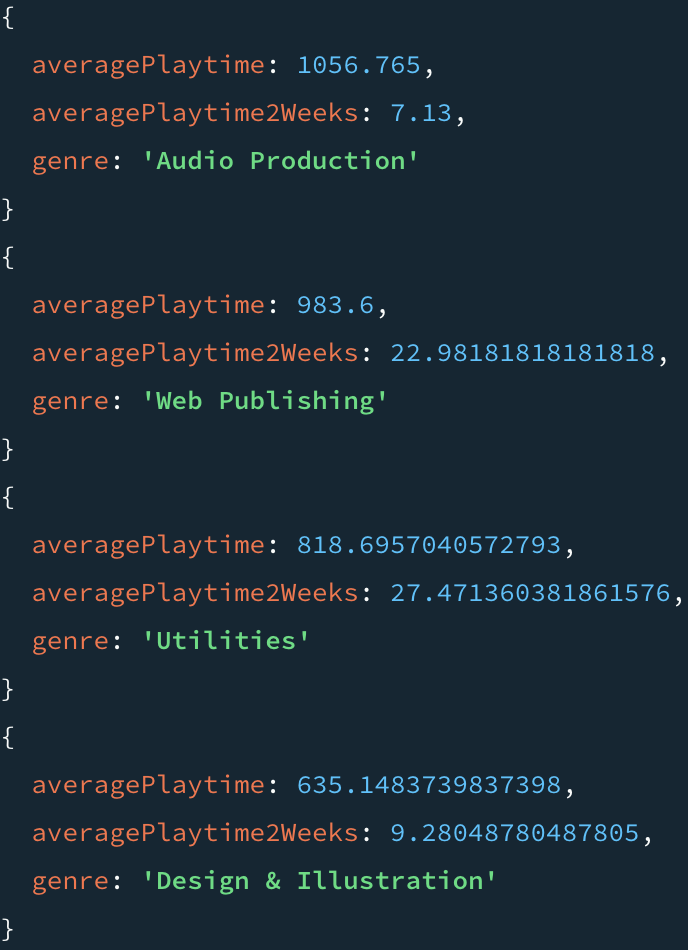 {
  averagePlaytime: 1056.765,
  averagePlaytime2Weeks: 7.13,
  genre: 'Audio Production'
}
{
  averagePlaytime: 983.6,
  averagePlaytime2Weeks: 22.98181818181818,
  genre: 'Web Publishing'
}
{
  averagePlaytime: 818.6957040572793,
  averagePlaytime2Weeks: 27.471360381861576,
  genre: 'Utilities'
}
{
  averagePlaytime: 635.1483739837398,
  averagePlaytime2Weeks: 9.28048780487805,
  genre: 'Design & Illustration'
}